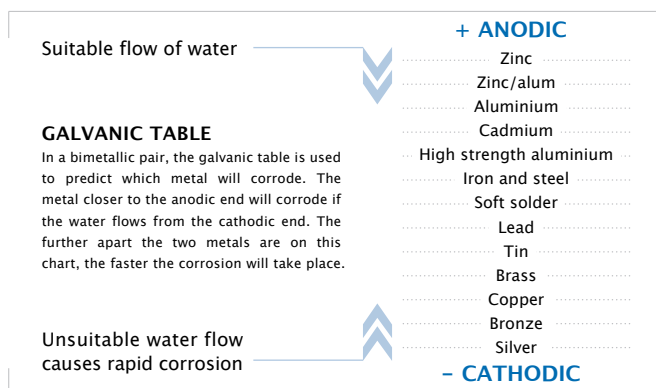 Suitable flow of water
GALVANIC TABLE
In a bimetallic pair, the galvanic table is used
to predict which metal will corrode. The
metal closer to the anodic end will corrode if
the water flows from the cathodic end. The
further apart the two metals are on this
chart, the faster the corrosion will take place.
Unsuitable water flow
causes rapid corrosion
+ ANODIC
Zinc
Zinc/alum
Aluminium
Cadmium
High strength aluminium
Iron and steel
Soft solder
Lead
Tin
Brass
Copper
Bronze
Silver
– CATHODIC